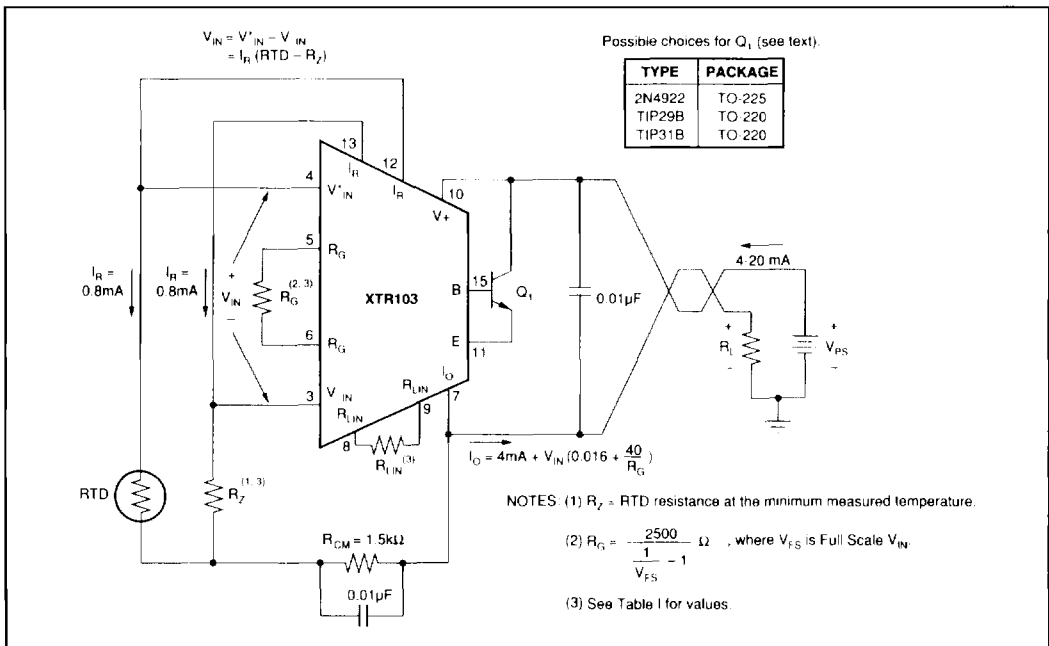 V_IN = V⁺_IN − V⁻_IN
= I_R (RTD − R_Z)
Possible choices for Q₁ (see text).
TYPE PACKAGE
2N4922 TO-225
TIP29B TO-220
TIP31B TO-220
13
I_R
12
I_R
4
V⁺_IN
10
V+
5
R_G
I_R =
0.8mA
I_R =
0.8mA
+
V_IN
−
R_G (2, 3)
XTR103
B
15
Q₁
0.01µF
4-20 mA
+
R_L
−
+
V_PS
−
6
R_G
E
11
I_O
7
3
V⁻_IN
R_LIN
9
R_LIN
8
R_LIN (3)
I_O = 4mA + V_IN (0.016 + 40/R_G)
RTD
R_Z (1, 3)
R_CM = 1.5kΩ
0.01µF
NOTES: (1) R_Z = RTD resistance at the minimum measured temperature.
(2) R_G = 2500 / (1/V_FS − 1) Ω , where V_FS is Full Scale V_IN.
(3) See Table I for values.